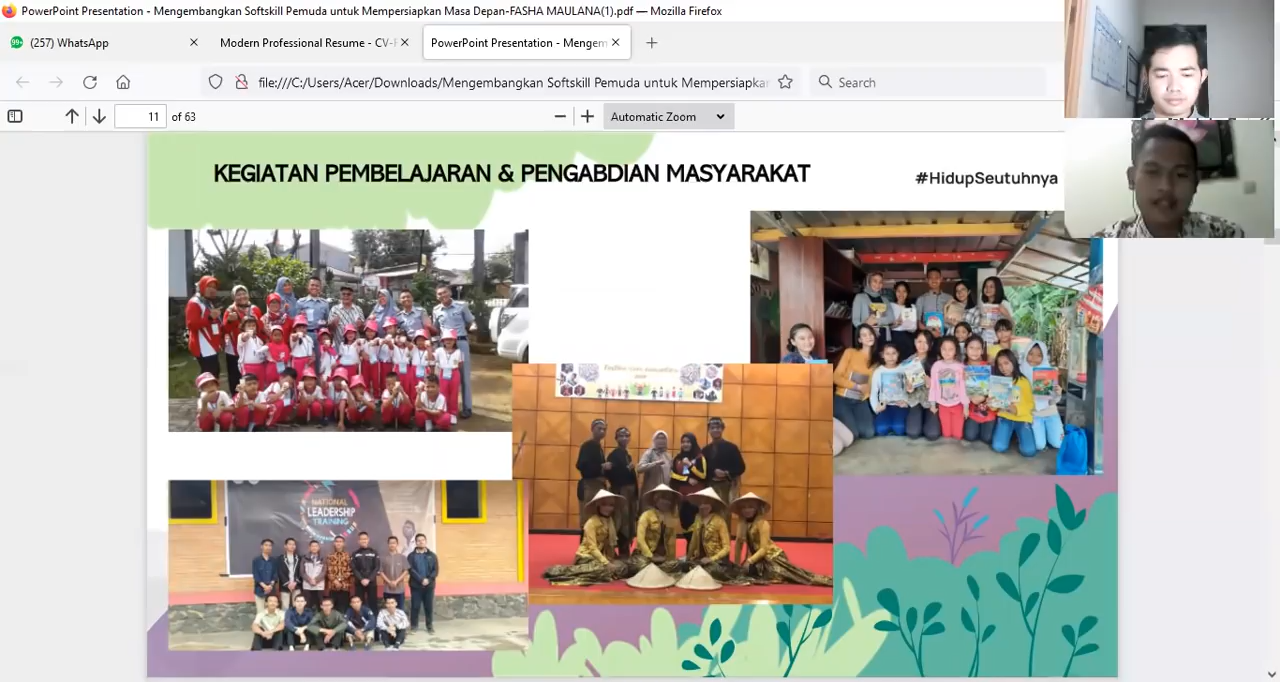 PowerPoint Presentation - Mengembangkan Softskill Pemuda untuk Mempersiapkan Masa Depan-FASHA MAULANA(1).pdf — Mozilla Firefox
99+
(257) WhatsApp
Modern Professional Resume - CV-F
PowerPoint Presentation - Mengem
file:///C:/Users/Acer/Downloads/Mengembangkan Softskill Pemuda untuk Mempersiapka
Search
11
of 63
Automatic Zoom
KEGIATAN PEMBELAJARAN & PENGABDIAN MASYARAKAT
#HidupSeutuhnya
NATIONAL
LEADERSHIP
TRAINING